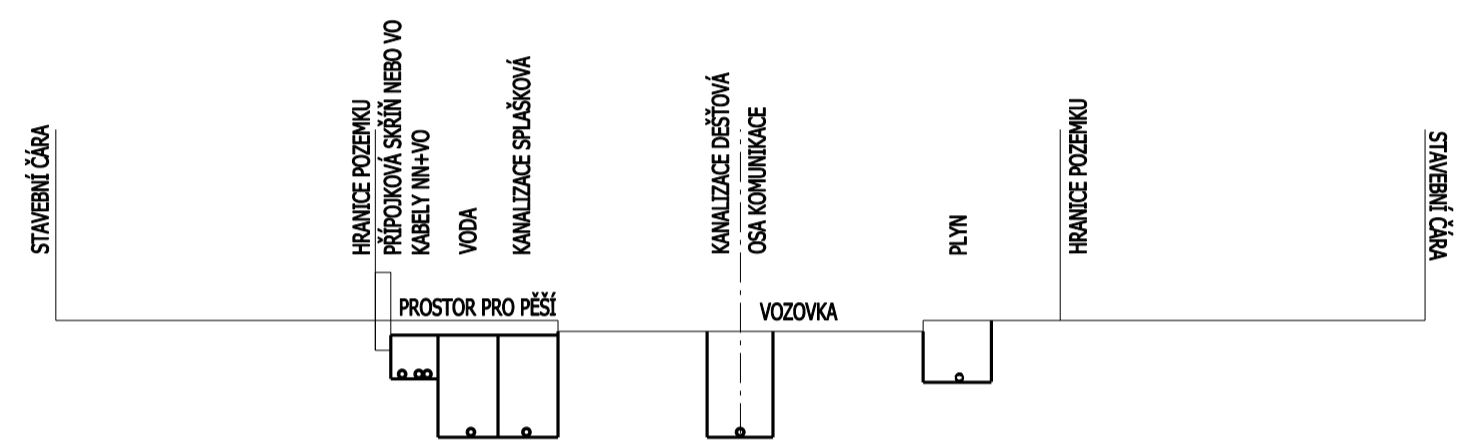 STAVEBNÍ ČÁRA
HRANICE POZEMKU
PŘÍPOJKOVÁ SKŘÍŇ NEBO VO
KABELY NN+VO
VODA
KANALIZACE SPLAŠKOVÁ
KANALIZACE DEŠŤOVÁ
OSA KOMUNIKACE
PLYN
HRANICE POZEMKU
STAVEBNÍ ČÁRA
PROSTOR PRO PĚŠÍ
VOZOVKA